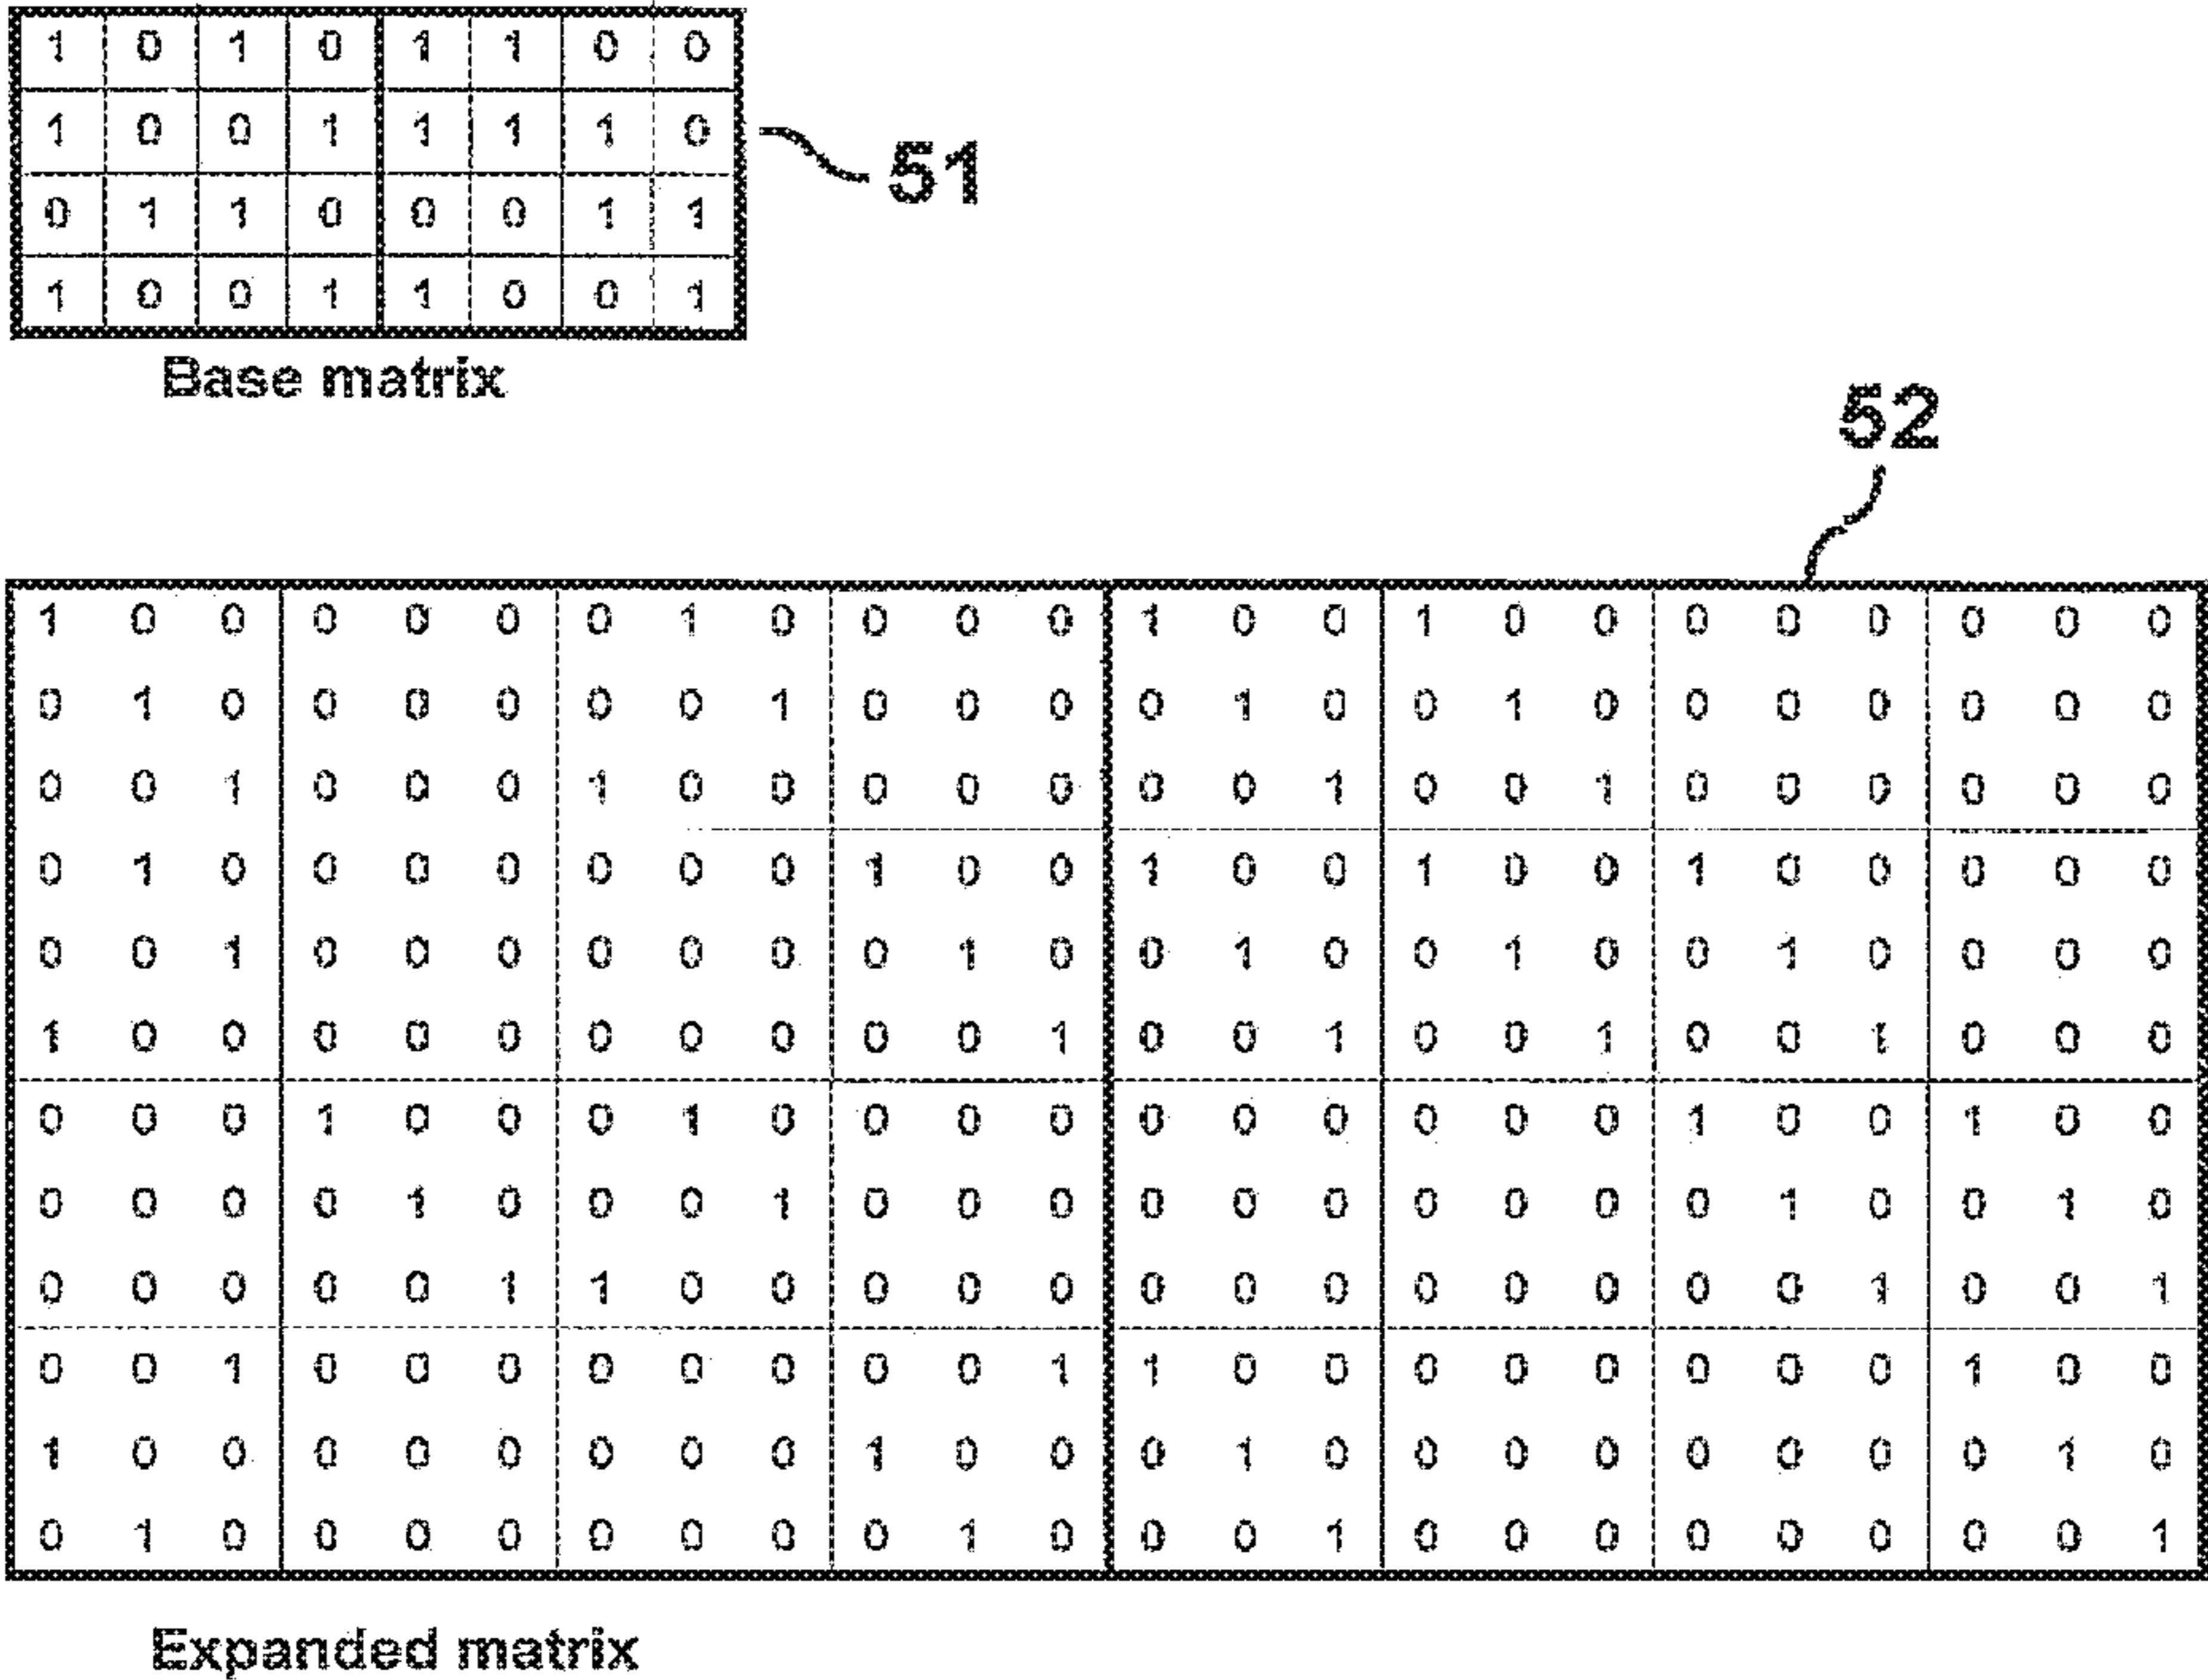 1 0 1 0 1 1 0 0
1 0 0 1 1 1 1 0
51
0 1 1 0 0 0 1 1
1 0 0 1 1 0 0 1
Base matrix
52
1 0 0 0 0 0 0 1 0 0 0 0 1 0 0 1 0 0 0 0 0 0 0 0
0 1 0 0 0 0 0 0 1 0 0 0 0 1 0 0 1 0 0 0 0 0 0 0
0 0 1 0 0 0 1 0 0 0 0 0 0 0 1 0 0 1 0 0 0 0 0 0
0 1 0 0 0 0 0 0 0 1 0 0 1 0 0 1 0 0 1 0 0 0 0 0
0 0 1 0 0 0 0 0 0 0 1 0 0 1 0 0 1 0 0 1 0 0 0 0
1 0 0 0 0 0 0 0 0 0 0 1 0 0 1 0 0 1 0 0 1 0 0 0
0 0 0 1 0 0 0 1 0 0 0 0 0 0 0 0 0 0 1 0 0 1 0 0
0 0 0 0 1 0 0 0 1 0 0 0 0 0 0 0 0 0 0 1 0 0 1 0
0 0 0 0 0 1 1 0 0 0 0 0 0 0 0 0 0 0 0 0 1 0 0 1
0 0 1 0 0 0 0 0 0 0 0 1 1 0 0 0 0 0 0 0 0 1 0 0
1 0 0 0 0 0 0 0 0 1 0 0 0 1 0 0 0 0 0 0 0 0 1 0
0 1 0 0 0 0 0 0 0 0 1 0 0 0 1 0 0 0 0 0 0 0 0 1
Expanded matrix